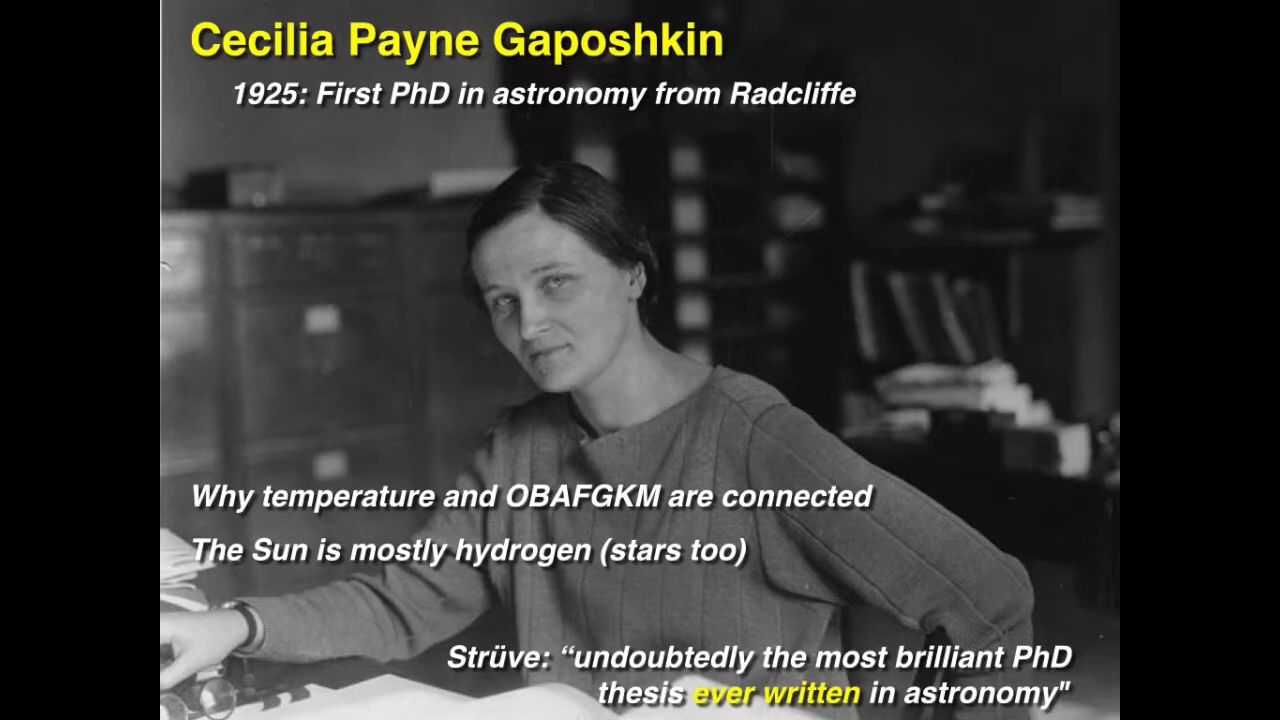 Cecilia Payne Gaposhkin
1925: First PhD in astronomy from Radcliffe
Why temperature and OBAFGKM are connected
The Sun is mostly hydrogen (stars too)
Strüve: “undoubtedly the most brilliant PhD
thesis ever written in astronomy"